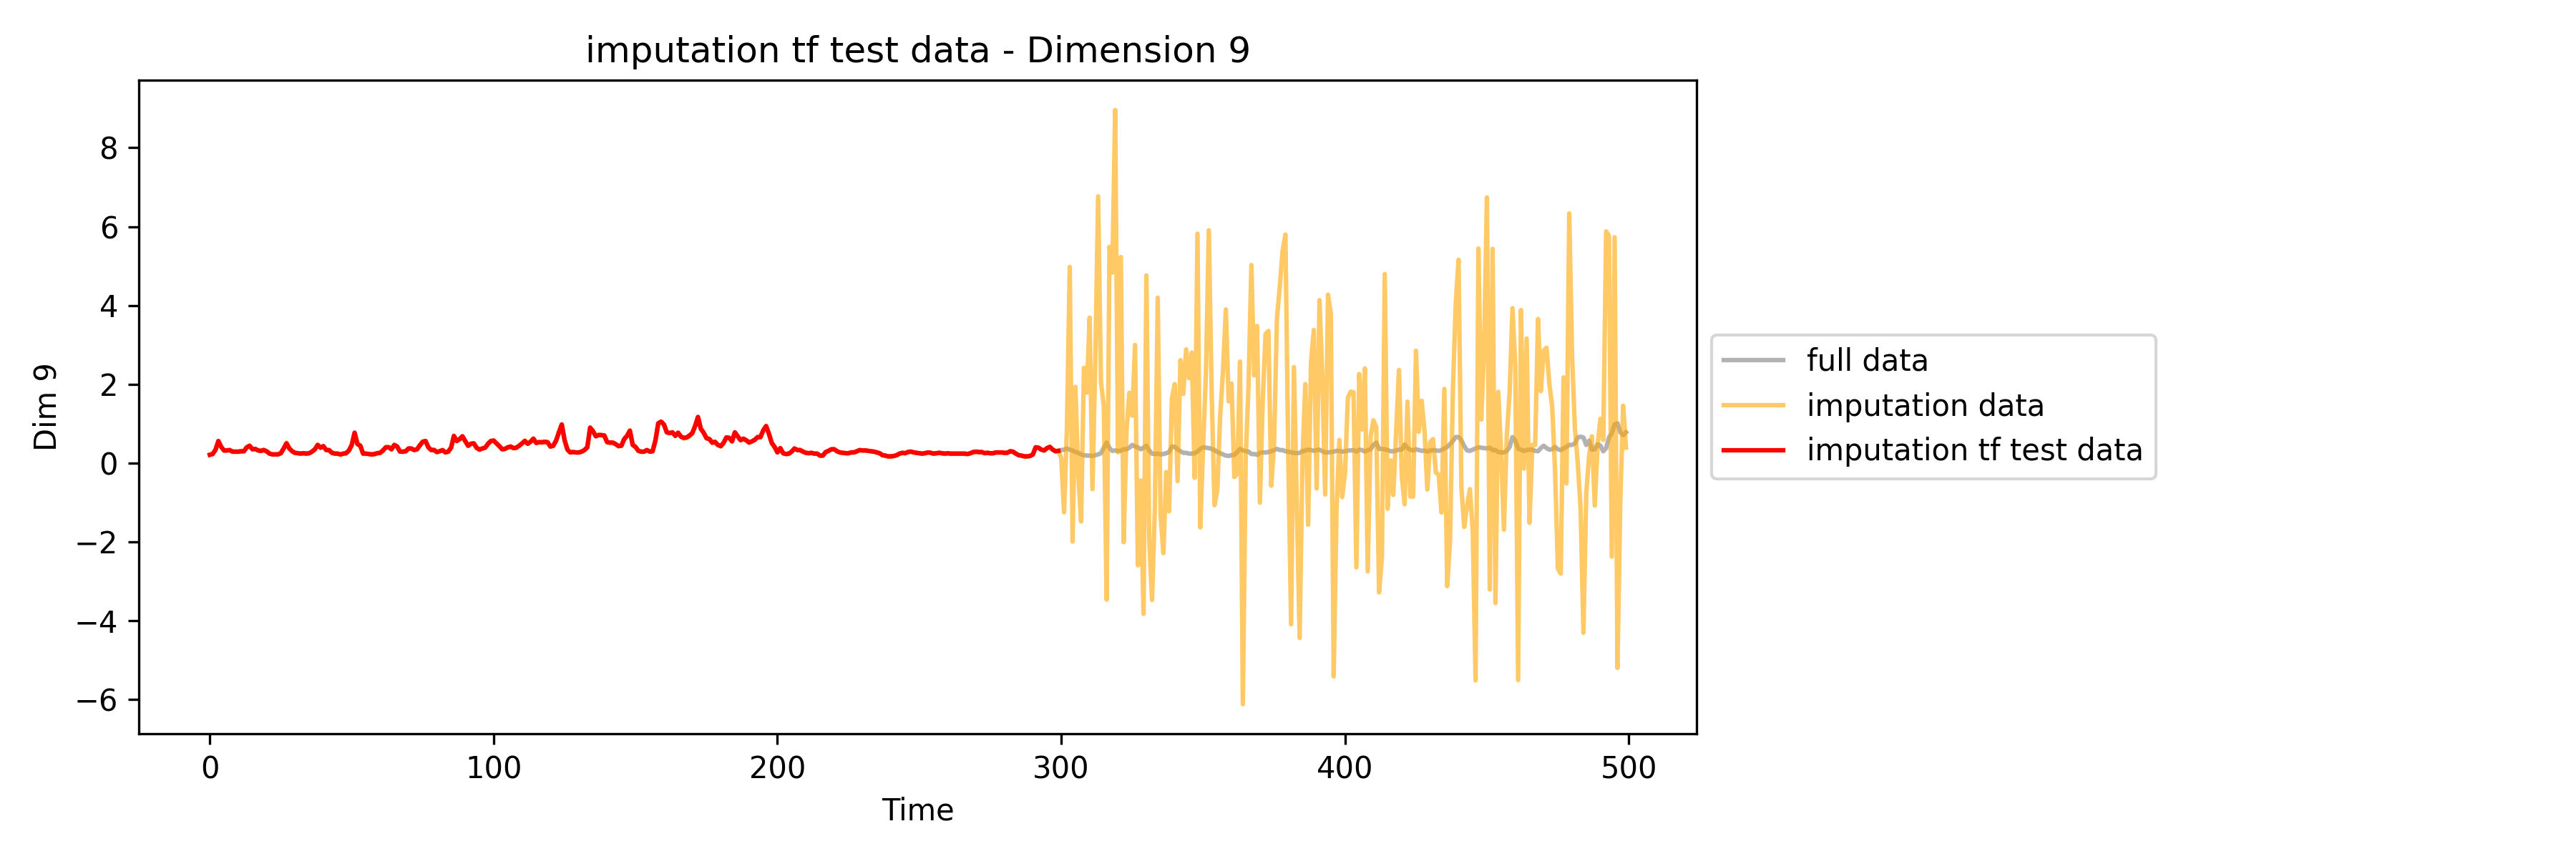 imputation tf test data - Dimension 9
8
6
4
2
0
−2
−4
−6
Dim 9
0 100 200 300 400 500
Time
full data
imputation data
imputation tf test data